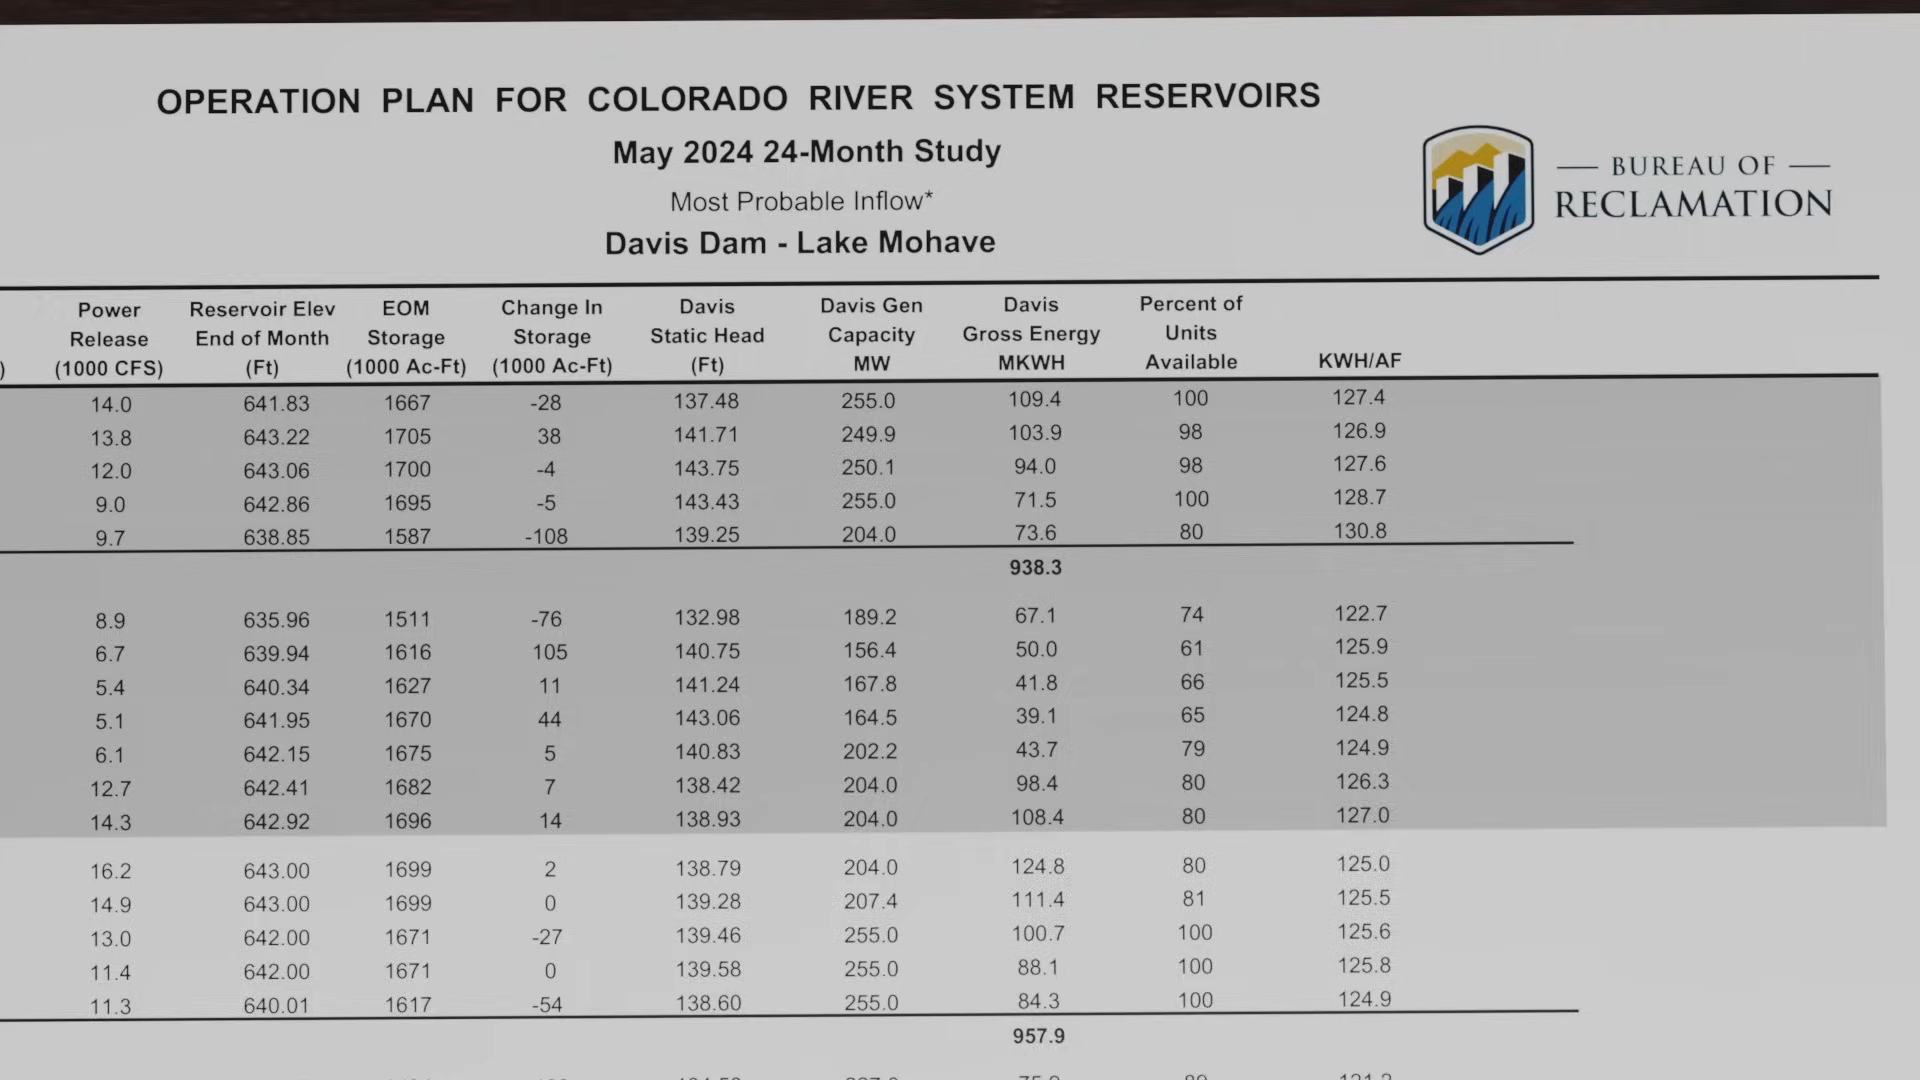 OPERATION PLAN FOR COLORADO RIVER SYSTEM RESERVOIRS
May 2024 24-Month Study
Most Probable Inflow*
Davis Dam - Lake Mohave
BUREAU OF
RECLAMATION
Power Reservoir Elev EOM Change In Davis Davis Gen Davis Percent of
Release End of Month Storage Storage Static Head Capacity Gross Energy Units
) (1000 CFS) (Ft) (1000 Ac-Ft) (1000 Ac-Ft) (Ft) MW MKWH Available KWH/AF
14.0 641.83 1667 -28 137.48 255.0 109.4 100 127.4
13.8 643.22 1705 38 141.71 249.9 103.9 98 126.9
12.0 643.06 1700 -4 143.75 250.1 94.0 98 127.6
9.0 642.86 1695 -5 143.43 255.0 71.5 100 128.7
9.7 638.85 1587 -108 139.25 204.0 73.6 80 130.8
938.3
8.9 635.96 1511 -76 132.98 189.2 67.1 74 122.7
6.7 639.94 1616 105 140.75 156.4 50.0 61 125.9
5.4 640.34 1627 11 141.24 167.8 41.8 66 125.5
5.1 641.95 1670 44 143.06 164.5 39.1 65 124.8
6.1 642.15 1675 5 140.83 202.2 43.7 79 124.9
12.7 642.41 1682 7 138.42 204.0 98.4 80 126.3
14.3 642.92 1696 14 138.93 204.0 108.4 80 127.0
16.2 643.00 1699 2 138.79 204.0 124.8 80 125.0
14.9 643.00 1699 0 139.28 207.4 111.4 81 125.5
13.0 642.00 1671 -27 139.46 255.0 100.7 100 125.6
11.4 642.00 1671 0 139.58 255.0 88.1 100 125.8
11.3 640.01 1617 -54 138.60 255.0 84.3 100 124.9
957.9